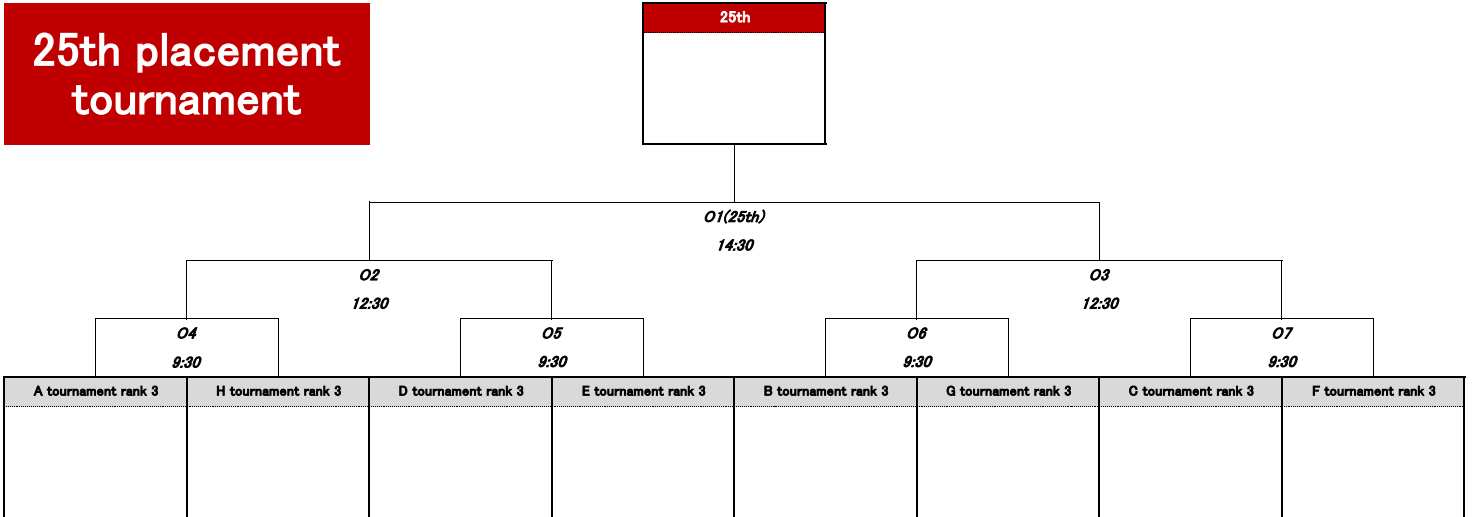 25th placement
tournament
25th
O1(25th)
14:30
O2
O3
12:30
12:30
O4
O5
O6
O7
9:30
9:30
9:30
9:30
A tournament rank 3
H tournament rank 3
D tournament rank 3
E tournament rank 3
B tournament rank 3
G tournament rank 3
C tournament rank 3
F tournament rank 3